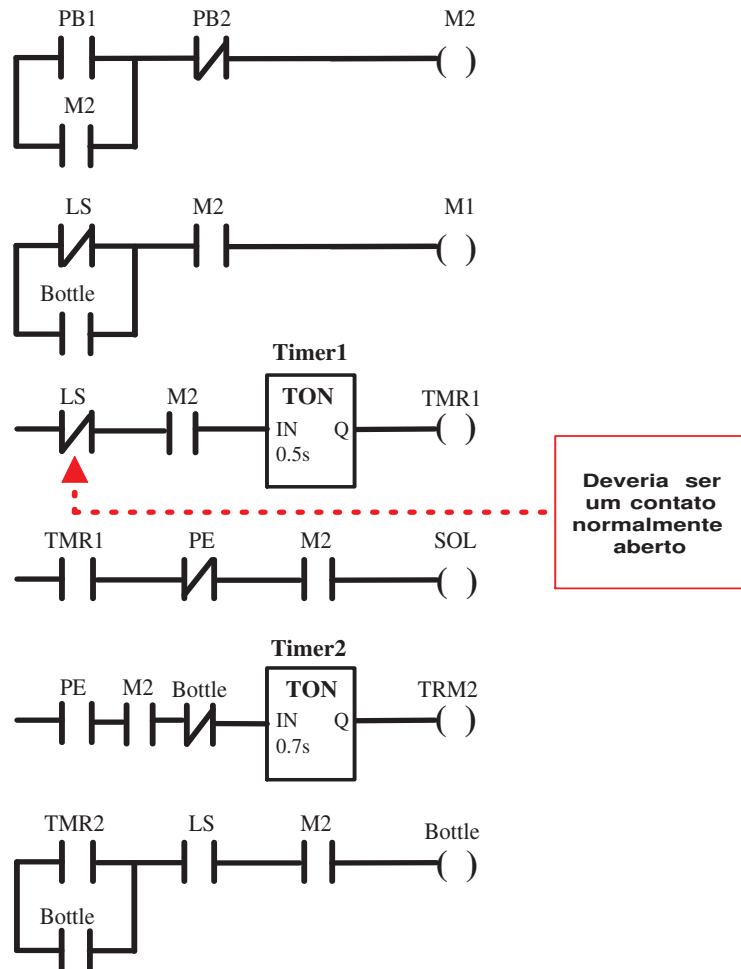 PB1 PB2 M2
( )
M2
LS M2 M1
( )
Bottle
Timer1
LS M2 TON TMR1
IN Q ( )
0.5s
Deveria ser
um contato
normalmente
aberto
TMR1 PE M2 SOL
( )
Timer2
PE M2 Bottle TON TRM2
IN Q ( )
0.7s
TMR2 LS M2 Bottle
( )
Bottle